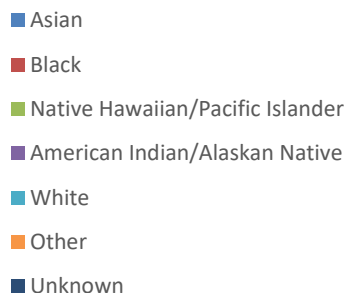 Asian
Black
Native Hawaiian/Pacific Islander
American Indian/Alaskan Native
White
Other
Unknown